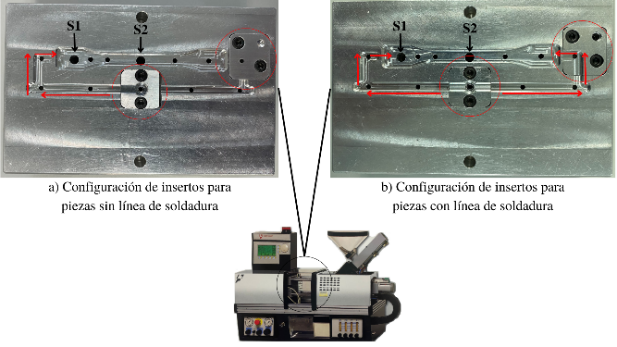 S1 S2
S1 S2
a) Configuración de insertos para
piezas sin línea de soldadura
b) Configuración de insertos para
piezas con línea de soldadura